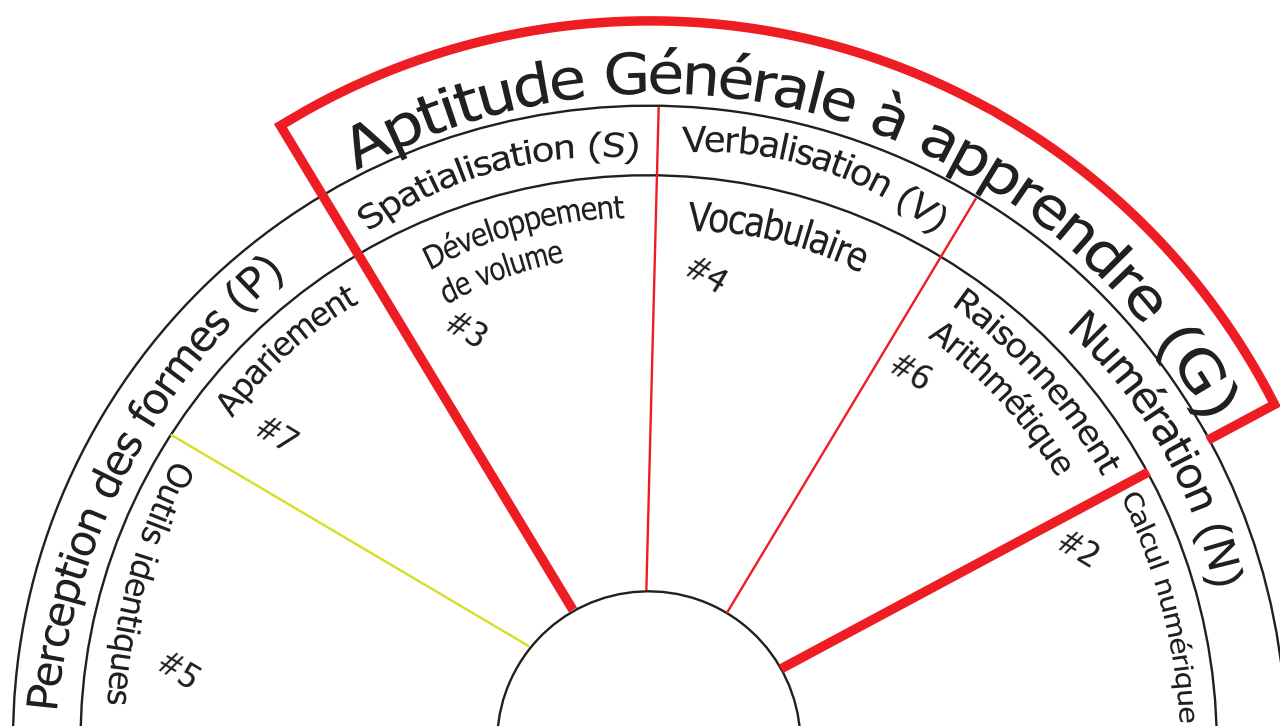 Aptitude Générale à apprendre (G)
Perception des formes (P)
Spatialisation (S)
Verbalisation (V)
Numération (N)
Outils identiques
#5
Apariement
#7
Développement
de volume
#3
Vocabulaire
#4
Raisonnement
Arithmétique
#6
Calcul numérique
#2